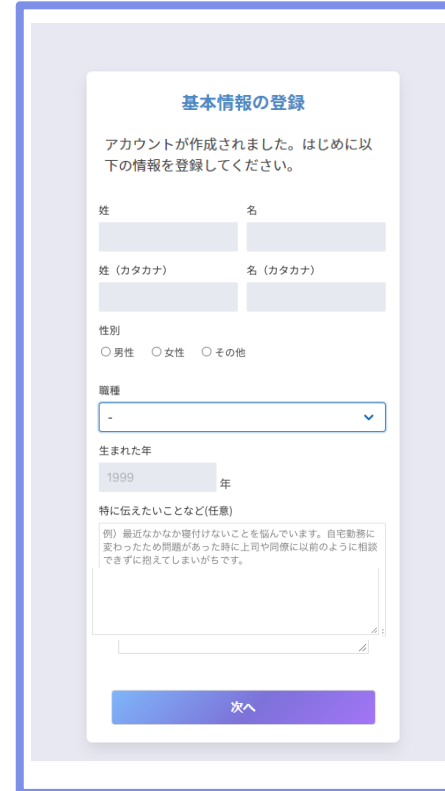 基本情報の登録
アカウントが作成されました。はじめに以
下の情報を登録してください。
姓
名
姓（カタカナ）
名（カタカナ）
性別
男性 女性 その他
職種
-
生まれた年
1999 年
特に伝えたいことなど(任意)
例）最近なかなか寝付けないことを悩んでいます。自宅勤務に
変わったため問題があった時に上司や同僚に以前のように相談
できずに抱えてしまいがちです。
次へ